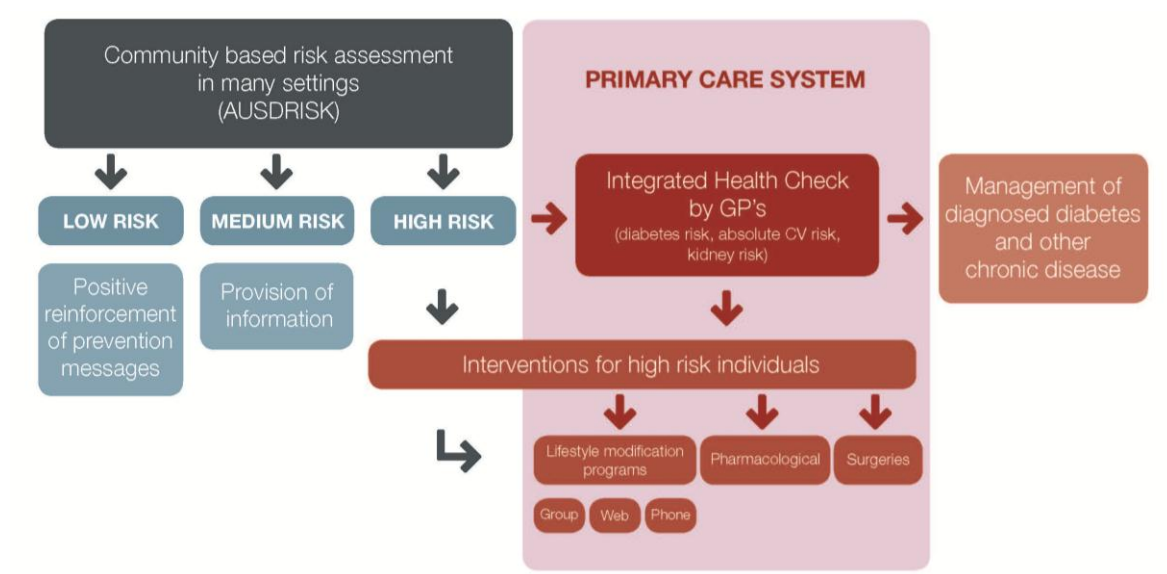 Community based risk assessment
in many settings
(AUSDRISK)
PRIMARY CARE SYSTEM
LOW RISK
MEDIUM RISK
HIGH RISK
Integrated Health Check
by GP's
(diabetes risk, absolute CV risk,
kidney risk)
Management of
diagnosed diabetes
and other
chronic disease
Positive
reinforcement
of prevention
messages
Provision of
information
Interventions for high risk individuals
Lifestyle modification
programs
Pharmacological
Surgeries
Group
Web
Phone